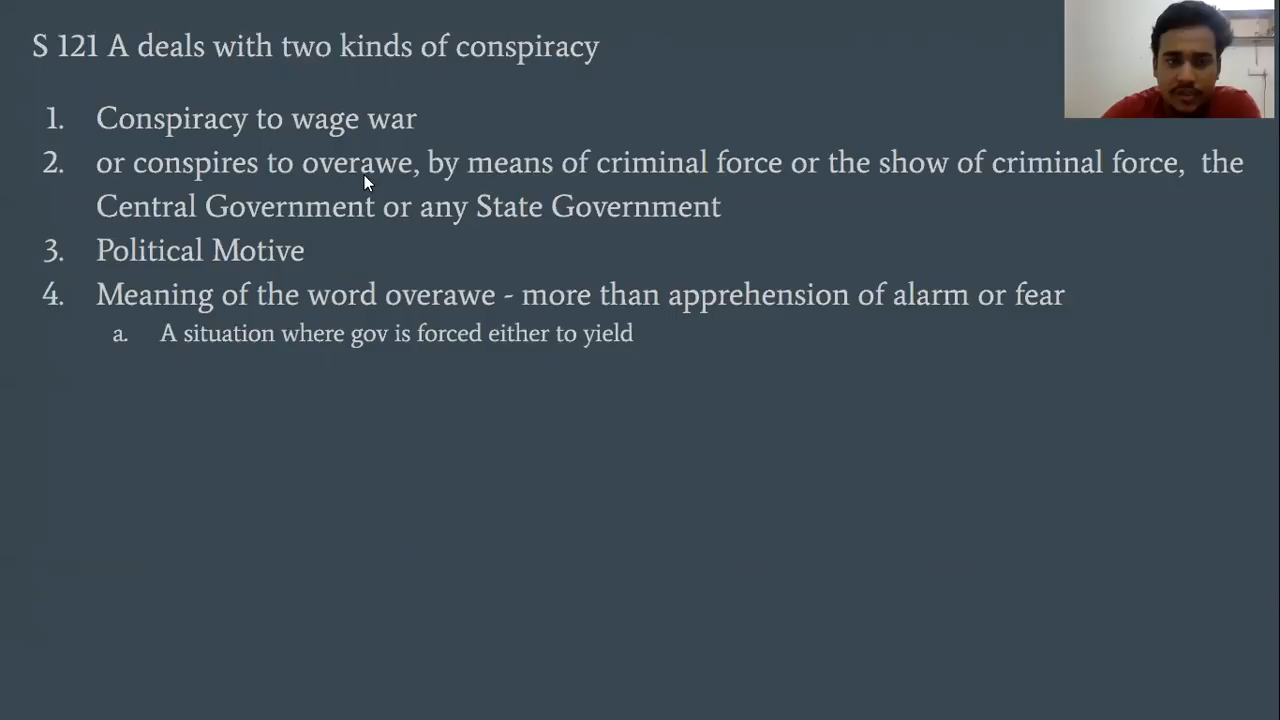 S 121 A deals with two kinds of conspiracy
1. Conspiracy to wage war
2. or conspires to overawe, by means of criminal force or the show of criminal force, the
Central Government or any State Government
3. Political Motive
4. Meaning of the word overawe - more than apprehension of alarm or fear
a. A situation where gov is forced either to yield